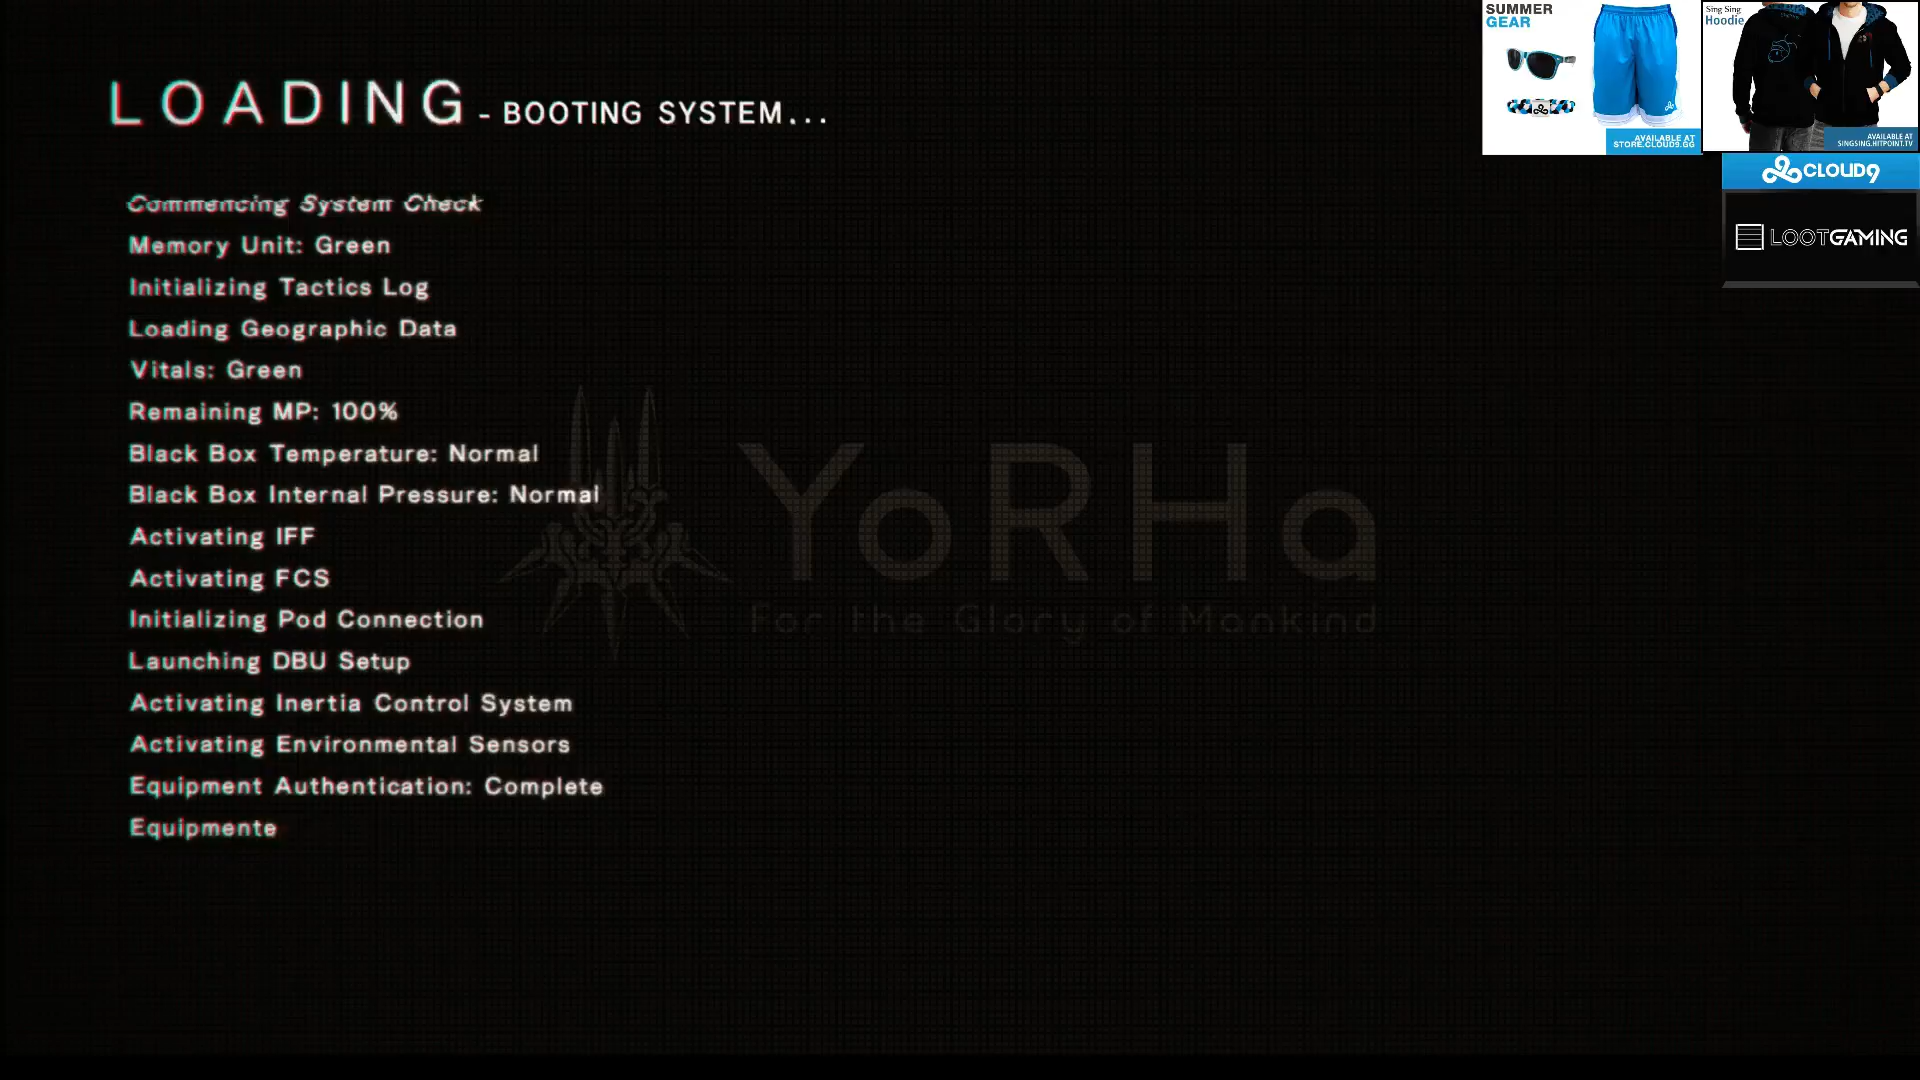 LOADING - BOOTING SYSTEM...
Commencing System Check
Memory Unit: Green
Initializing Tactics Log
Loading Geographic Data
Vitals: Green
Remaining MP: 100%
Black Box Temperature: Normal
Black Box Internal Pressure: Normal
Activating IFF
Activating FCS
Initializing Pod Connection
Launching DBU Setup
Activating Inertia Control System
Activating Environmental Sensors
Equipment Authentication: Complete
Equipmente
YoRHa
For the Glory of Mankind
SUMMER
GEAR
AVAILABLE AT
STORE.CLOUD9.GG
Sing Sing
Hoodie
AVAILABLE AT
SINGSING.HITPOINT.TV
CLOUD9
LOOTGAMING